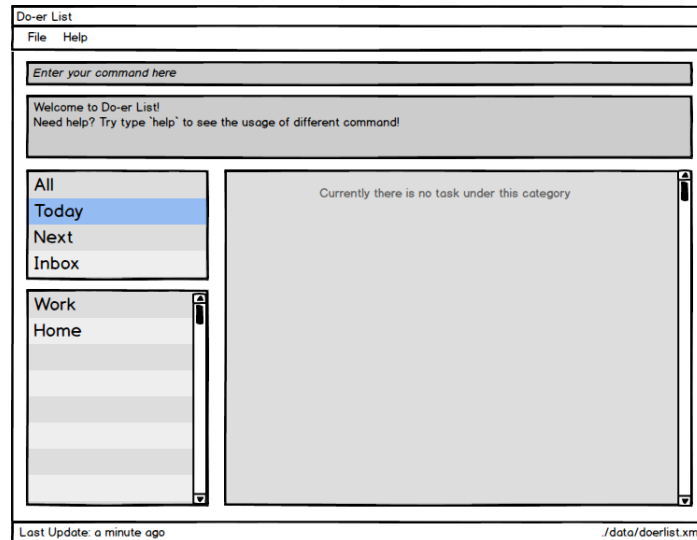 Do-er List
File Help
Enter your command here
Welcome to Do-er List!
Need help? Try type `help` to see the usage of different command!
All
Today
Next
Inbox
Work
Home
Currently there is no task under this category
Last Update: a minute ago
./data/doerlist.xm